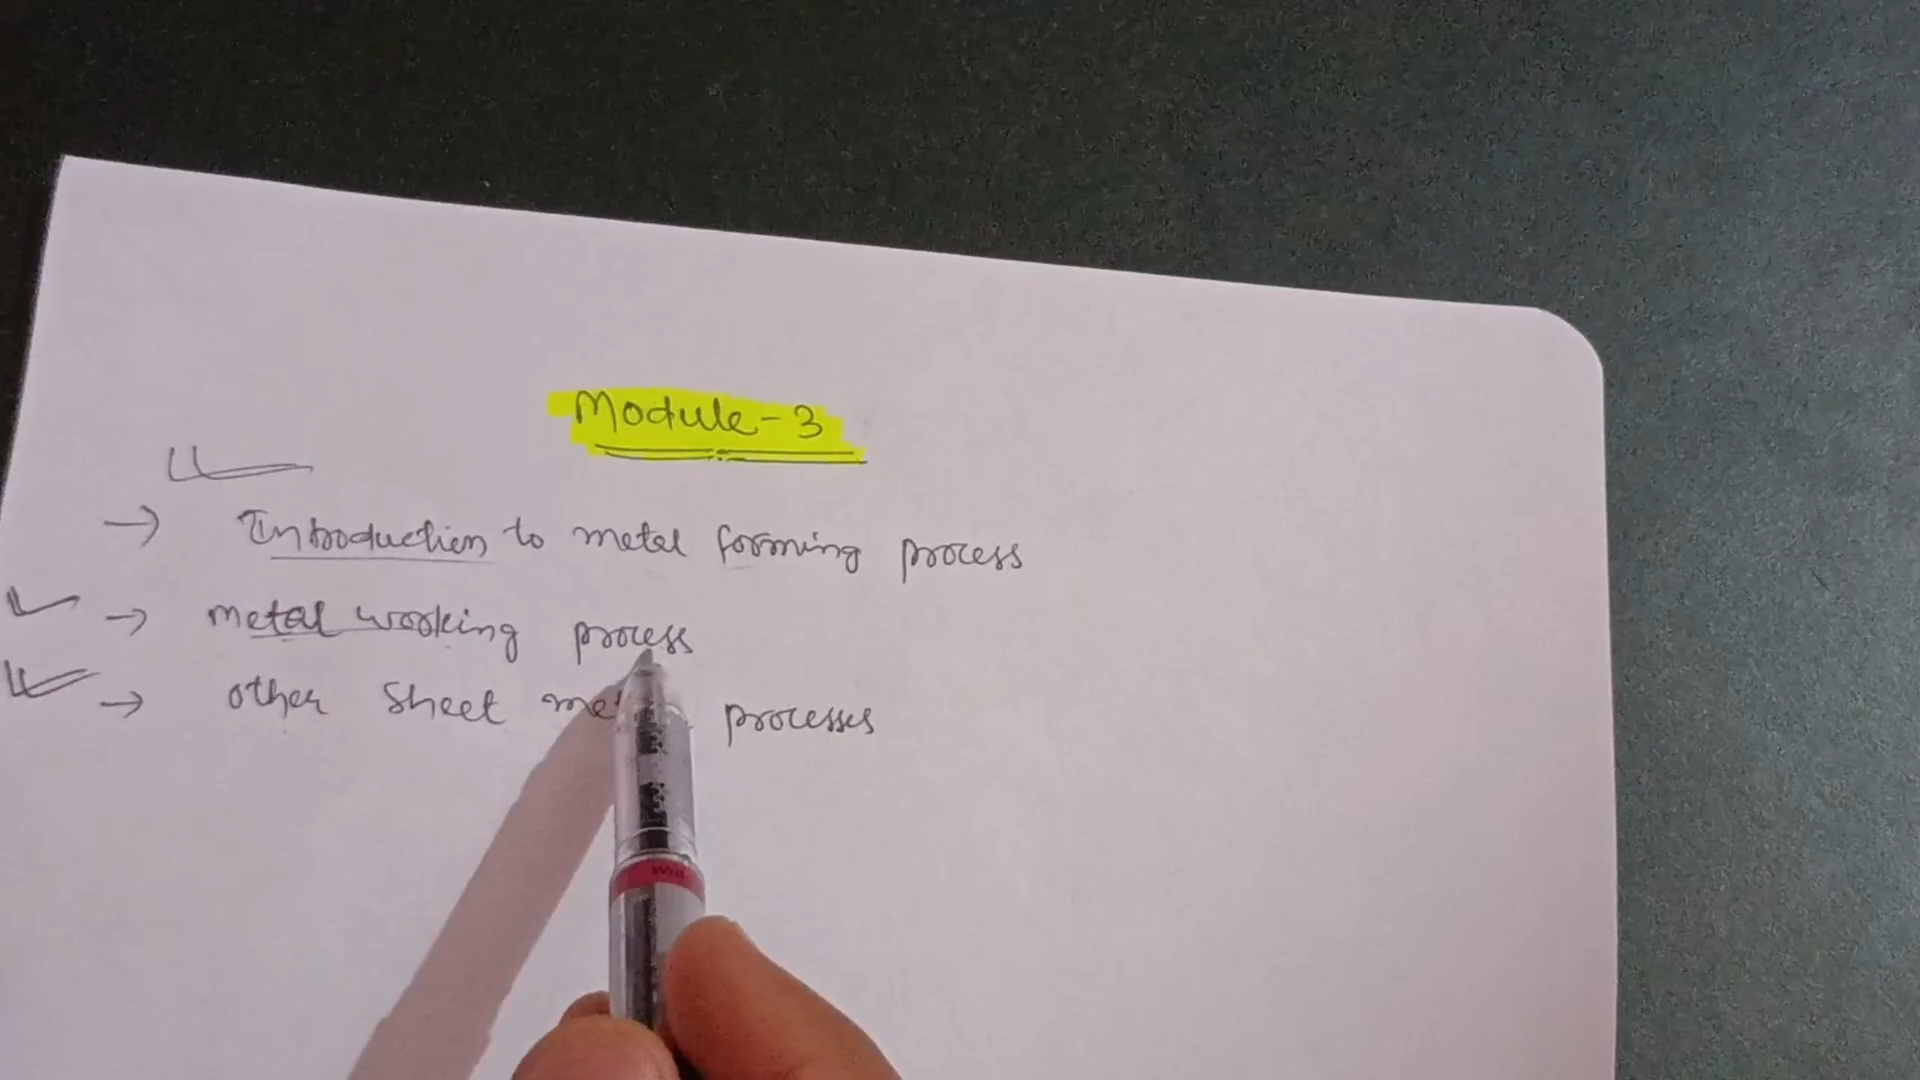 Module-3
→ Introduction to metal forming process
→ metal working process
→ other sheet processes